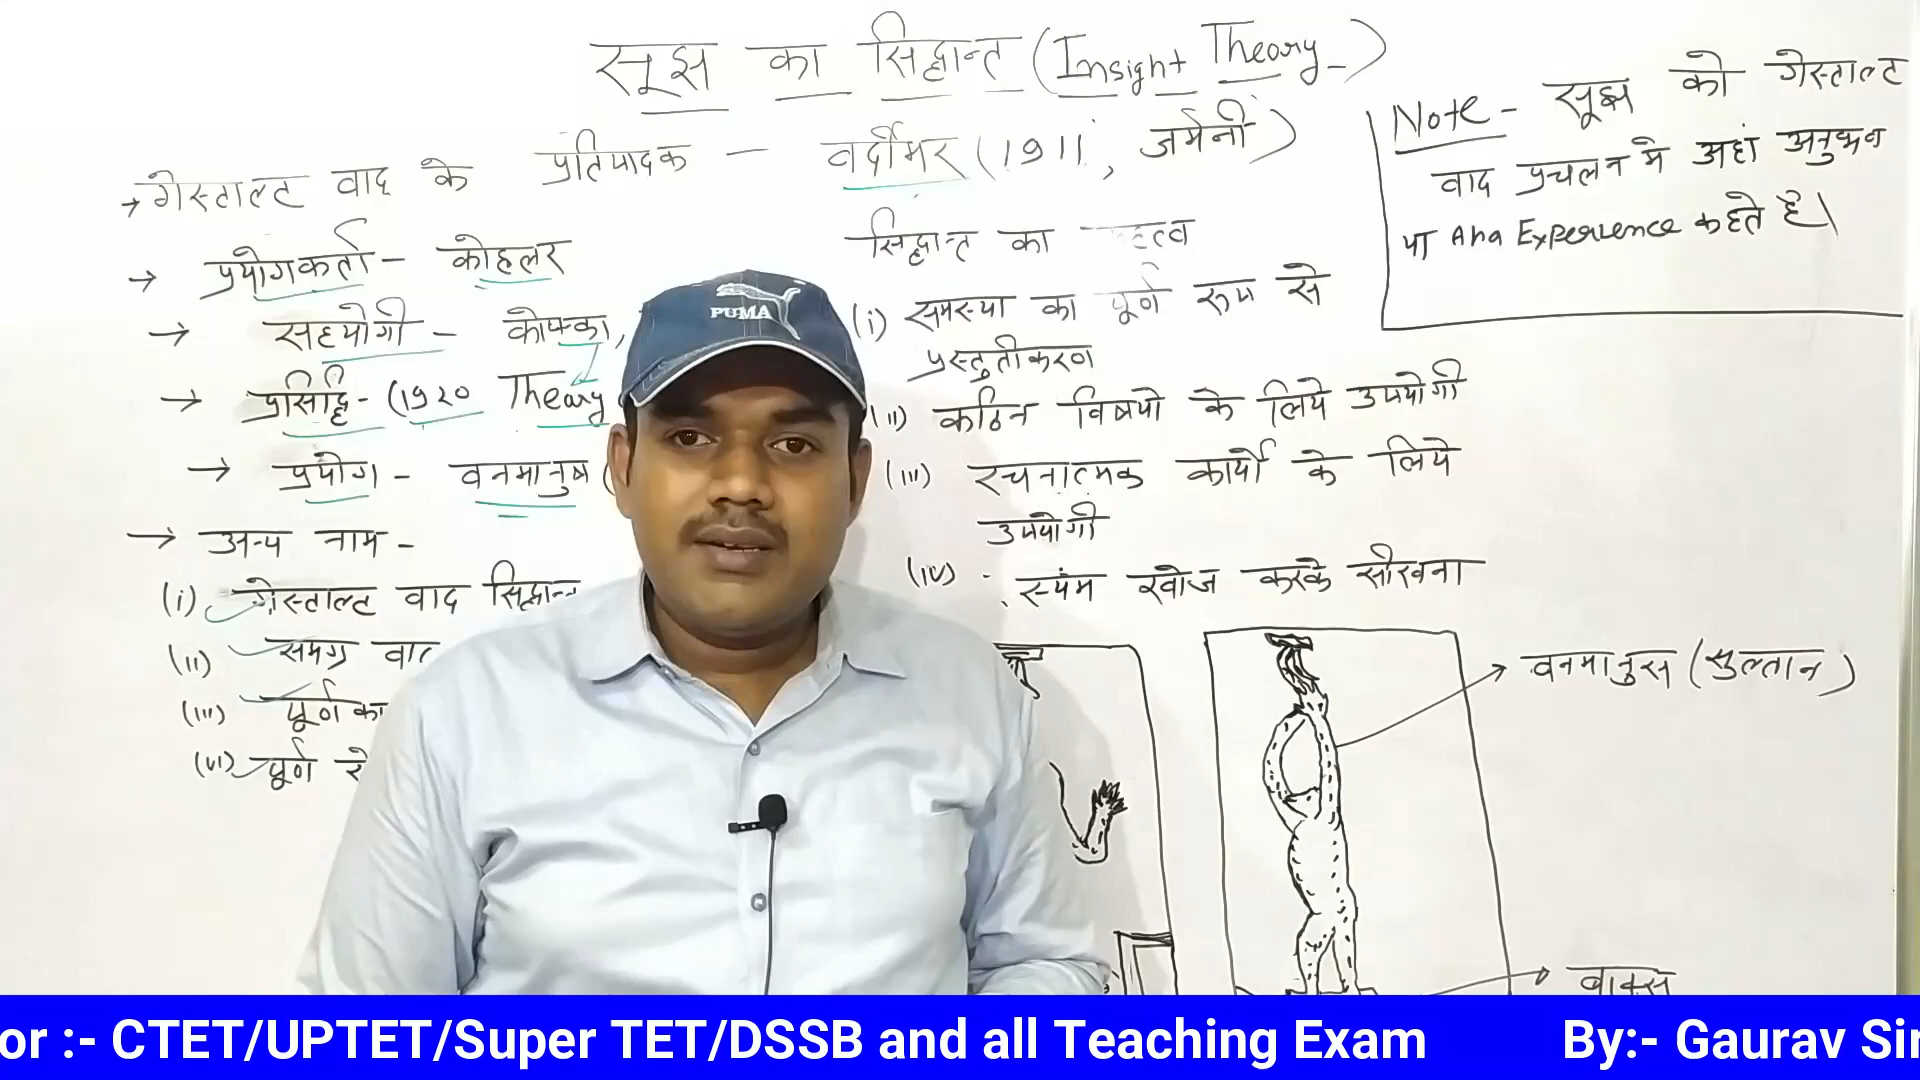 सूझ का सिद्धान्त (Insight Theory)
→ गेस्टाल्ट वाद के प्रतिपादक — वर्दीमर (1911, जर्मनी)
→ प्रयोगकर्ता - कोहलर
→ सहयोगी - कोफ्का,
→ प्रसिद्धि - (1920 Theory
→ प्रयोग - वनमानुष (
→ अन्य नाम -
(i) गेस्टाल्ट वाद सिद्धान्त
(ii) समग्र वाद
(iii) पूर्ण का
(vi) पूर्ण से
सिद्धान्त का महत्व
(i) समस्या का पूर्ण रूप से
प्रस्तुतीकरण
(ii) कठिन विषयो के लिये उपयोगी
(iii) रचनात्मक कार्यो के लिये
उपयोगी
(iv) - स्यंम खोज करके सीखना
Note - सूझ को गेस्टाल्ट
वाद प्रचलन मे अहां अनुभव
या Aha Experience कहते है।
वनमानुस (सुल्तान)
बाक्स
PUMA
or :- CTET/UPTET/Super TET/DSSB and all Teaching Exam By:- Gaurav Sin